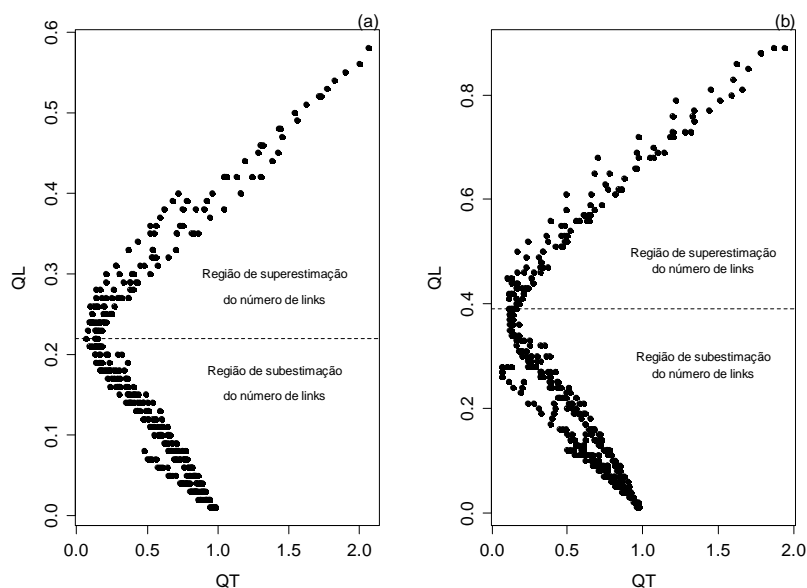 (a)
0.6
0.5
0.4
0.3
0.2
0.1
0.0
QL
Região de superestimação
do número de links
Região de subestimação
do número de links
0.0 0.5 1.0 1.5 2.0
QT
(b)
0.8
0.6
0.4
0.2
0.0
QL
Região de superestimação
do número de links
Região de subestimação
do número de links
0.0 0.5 1.0 1.5 2.0
QT